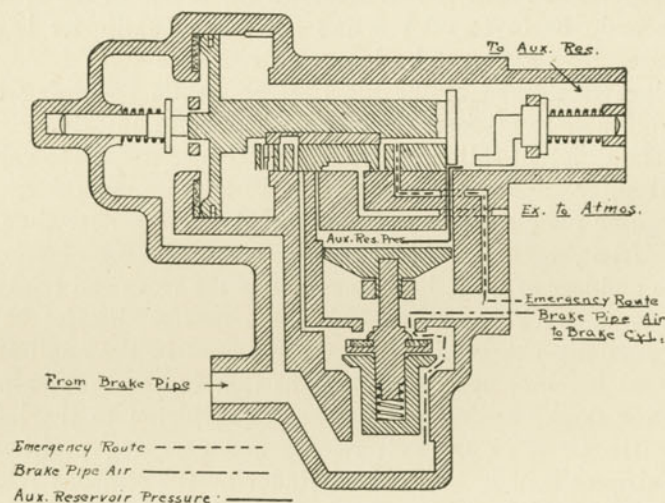 To Aux. Res.
Ex. to Atmos.
Aux. Res. Pres.
Emergency Route
Brake Pipe Air
to Brake Cyl.
From Brake Pipe
Emergency Route
Brake Pipe Air
Aux. Reservoir Pressure